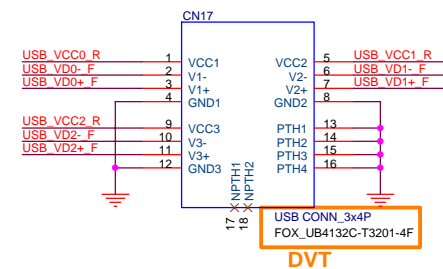 CN17
USB_VCC0_R 1 VCC1 VCC2 5 USB_VCC1_R
USB_VD0-_F 2 V1- V2- 6 USB_VD1-_F
USB_VD0+_F 3 V1+ V2+ 7 USB_VD1+_F
4 GND1 GND2 8
USB_VCC2_R 9 VCC3 PTH1 13
USB_VD2-_F 10 V3- PTH2 14
USB_VD2+_F 11 V3+ PTH3 15
12 GND3 PTH4 16
NPTH1 NPTH2
17 18
USB CONN_3x4P
FOX_UB4132C-T3201-4F
DVT